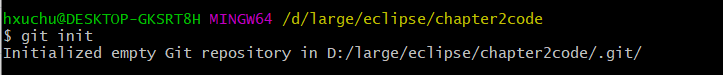 hxuchu@DESKTOP-GKSRT8H MINGW64 /d/large/eclipse/chapter2code
$ git init
Initialized empty Git repository in D:/large/eclipse/chapter2code/.git/